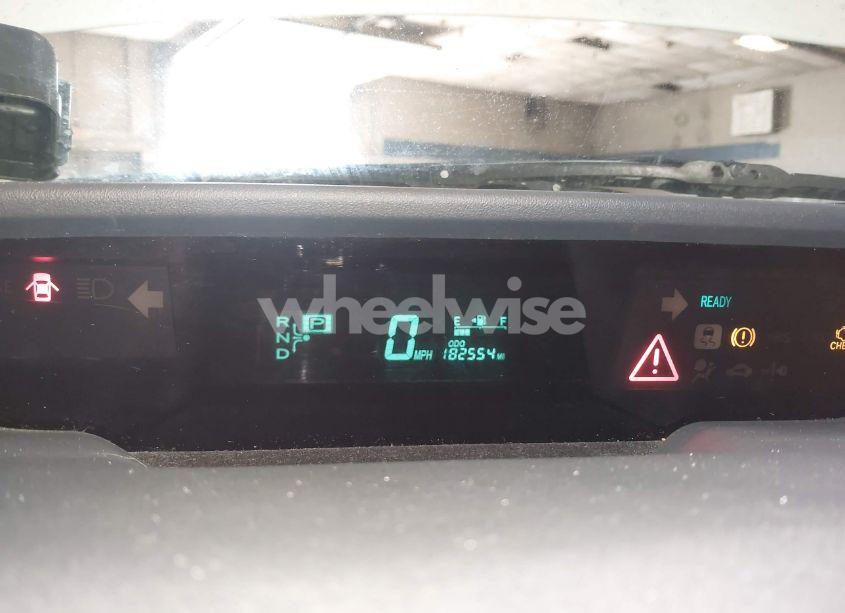 wheelwise
READY
R P
N
D
0 MPH
E F
ODO
182554 MI
CHE